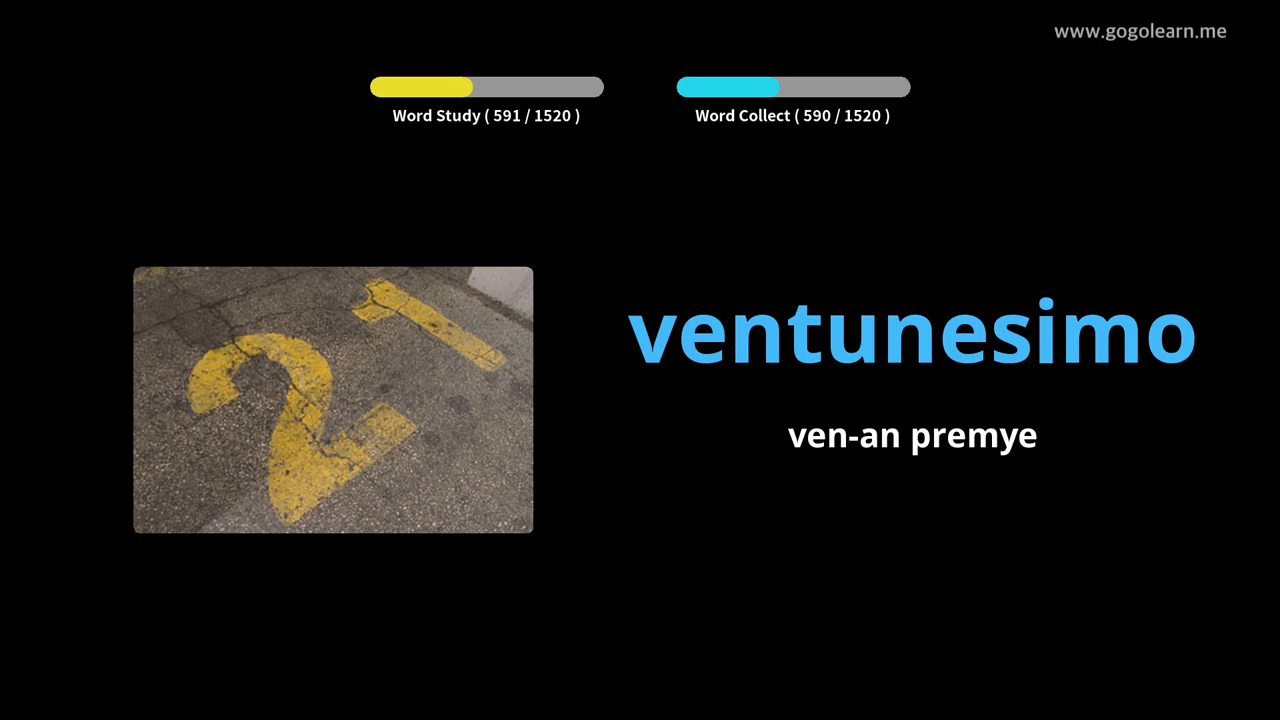 www.gogolearn.me
Word Study ( 591 / 1520 )
Word Collect ( 590 / 1520 )
21
ventunesimo
ven-an premye